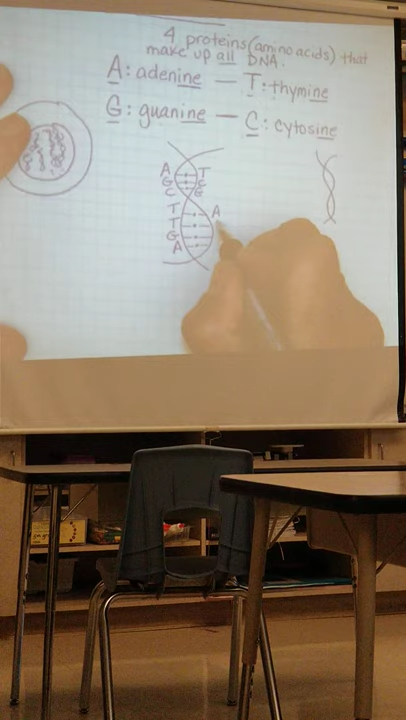 4 proteins (amino acids) that
make up all DNA.
A: adenine — T: thymine
G: guanine — C: cytosine
A T
G C
C G
T A
T
G
A